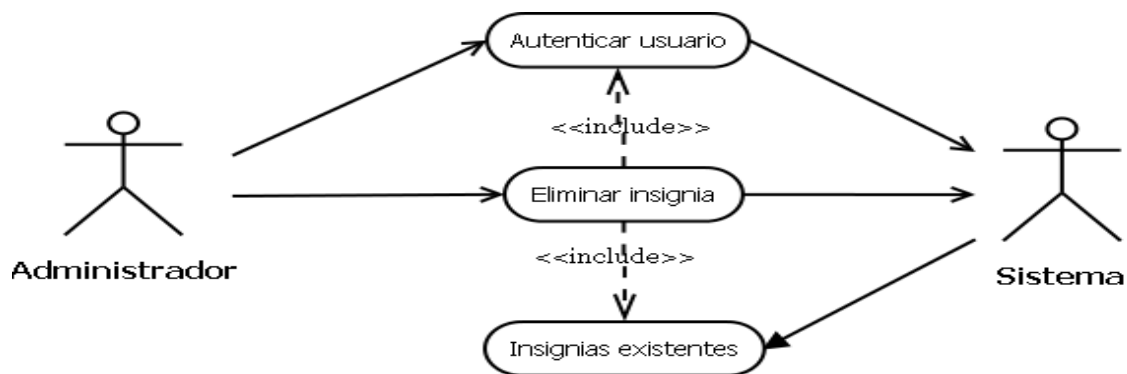 Autenticar usuario
<<include>>
Eliminar insignia
<<include>>
Administrador
Sistema
Insignias existentes